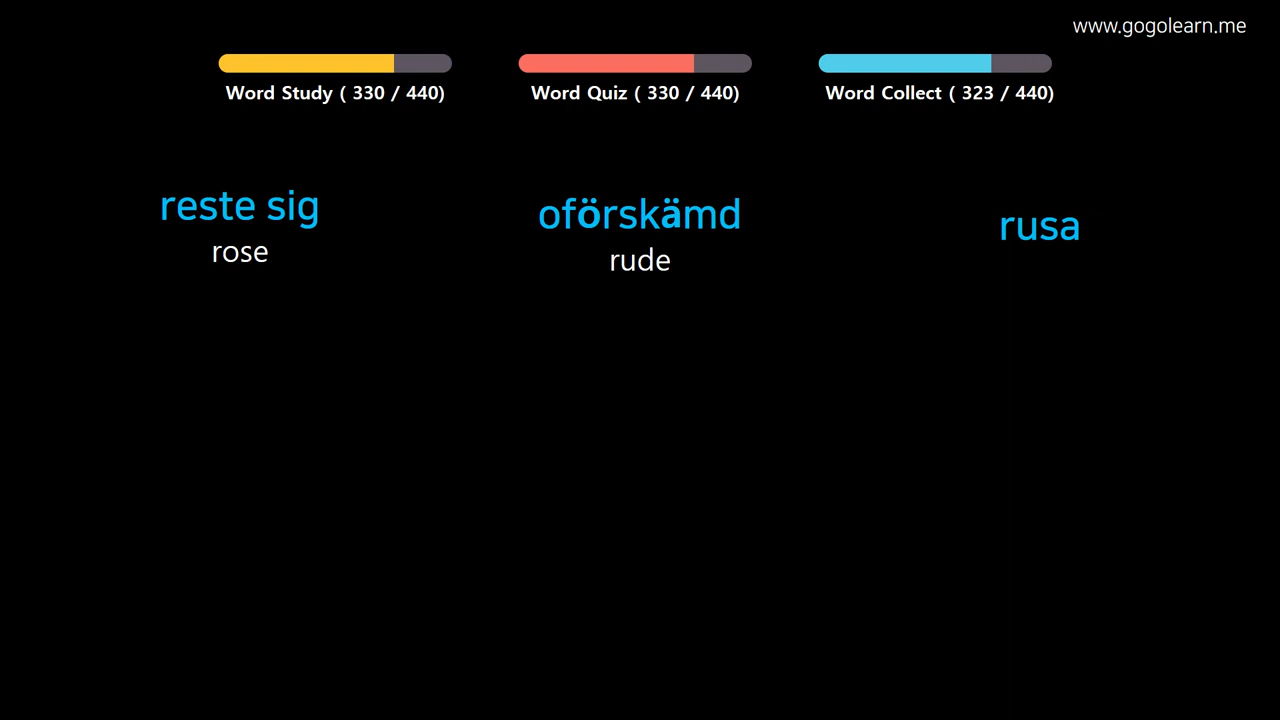 www.gogolearn.me
Word Study ( 330 / 440)
Word Quiz ( 330 / 440)
Word Collect ( 323 / 440)
reste sig
rose
oförskämd
rude
rusa